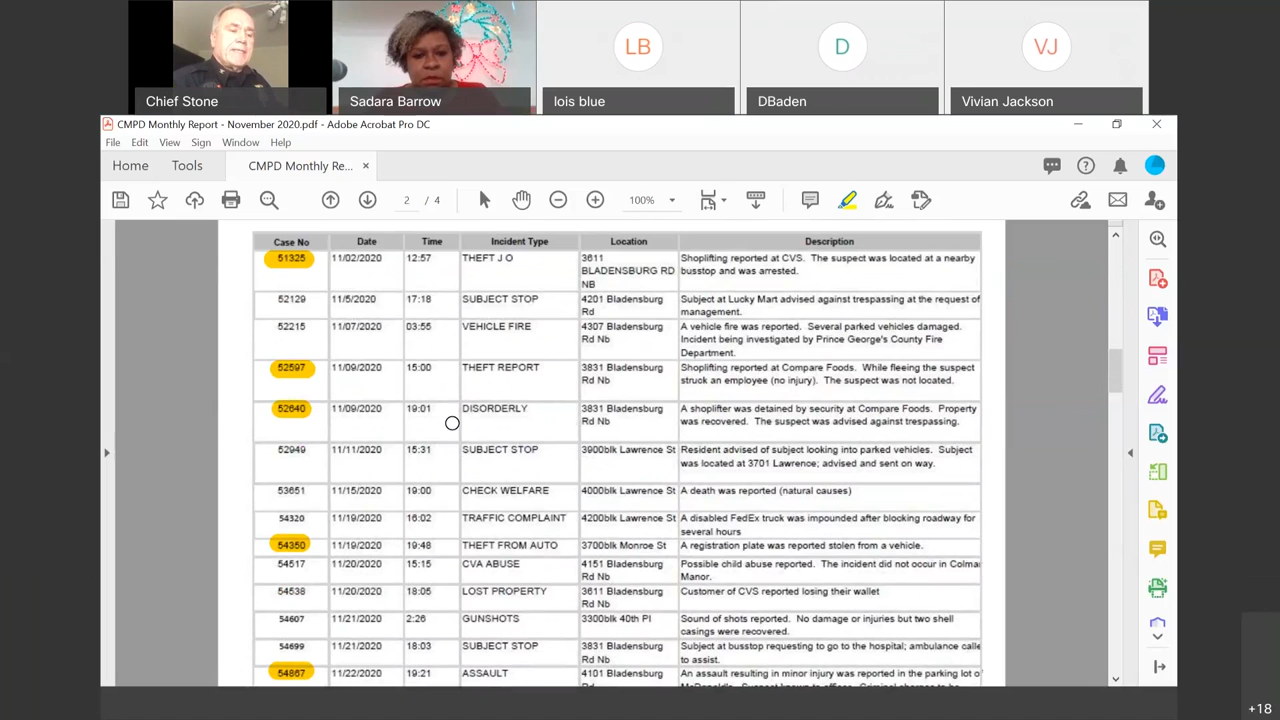 LB
D
VJ
Chief Stone
Sadara Barrow
lois blue
DBaden
Vivian Jackson
CMPD Monthly Report - November 2020.pdf - Adobe Acrobat Pro DC
File Edit View Sign Window Help
Home Tools CMPD Monthly Re... ×
2 / 4 100%
Case No Date Time Incident Type Location Description
51325 11/02/2020 12:57 THEFT J O 3611 Shoplifting reported at CVS. The suspect was located at a nearby
BLADENSBURG RD busstop and was arrested.
NB
52129 11/5/2020 17:18 SUBJECT STOP 4201 Bladensburg Subject at Lucky Mart advised against trespassing at the request of
Rd management.
52215 11/07/2020 03:55 VEHICLE FIRE 4307 Bladensburg A vehicle fire was reported. Several parked vehicles damaged.
Rd Nb Incident being investigated by Prince George's County Fire
Department.
52597 11/09/2020 15:00 THEFT REPORT 3831 Bladensburg Shoplifting reported at Compare Foods. While fleeing the suspect
Rd Nb struck an employee (no injury). The suspect was not located.
52640 11/09/2020 19:01 DISORDERLY 3831 Bladensburg A shoplifter was detained by security at Compare Foods. Property
Rd Nb was recovered. The suspect was advised against trespassing.
52949 11/11/2020 15:31 SUBJECT STOP 3900blk Lawrence St Resident advised of subject looking into parked vehicles. Subject
was located at 3701 Lawrence; advised and sent on way.
53651 11/15/2020 19:00 CHECK WELFARE 4000blk Lawrence St A death was reported (natural causes)
54320 11/19/2020 16:02 TRAFFIC COMPLAINT 4200blk Lawrence St A disabled FedEx truck was impounded after blocking roadway for
several hours
54350 11/19/2020 19:48 THEFT FROM AUTO 3700blk Monroe St A registration plate was reported stolen from a vehicle.
54517 11/20/2020 15:15 CVA ABUSE 4151 Bladensburg Possible child abuse reported. The incident did not occur in Colma
Rd Nb Manor.
54538 11/20/2020 18:05 LOST PROPERTY 3611 Bladensburg Customer of CVS reported losing their wallet
Rd Nb
54607 11/21/2020 2:26 GUNSHOTS 3300blk 40th Pl Sound of shots reported. No damage or injuries but two shell
casings were recovered.
54699 11/21/2020 18:03 SUBJECT STOP 3831 Bladensburg Subject at busstop requesting to go to the hospital; ambulance calle
Rd Nb to assist.
54867 11/22/2020 19:21 ASSAULT 4101 Bladensburg An assault resulting in minor injury was reported in the parking lot o
+18